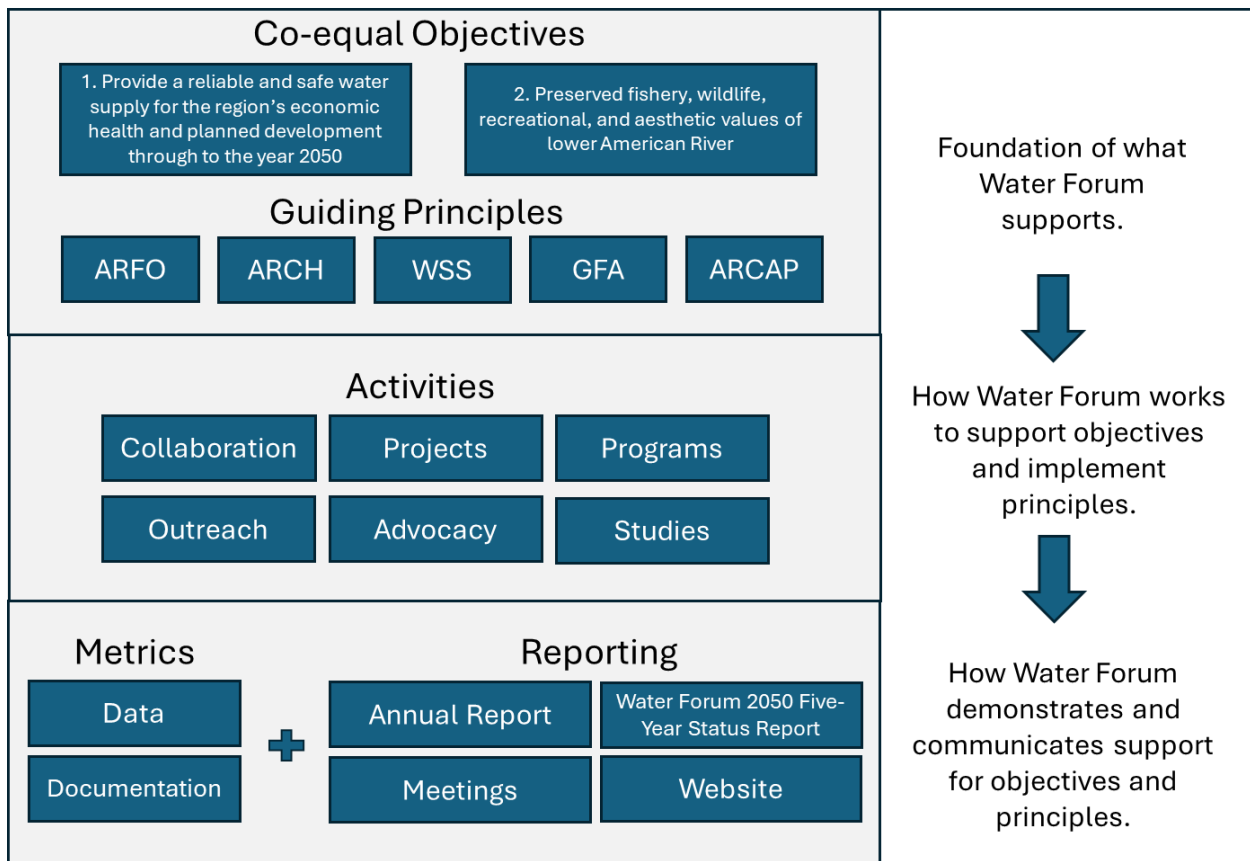 Co-equal Objectives
1. Provide a reliable and safe water
supply for the region's economic
health and planned development
through to the year 2050
2. Preserved fishery, wildlife,
recreational, and aesthetic values of
lower American River
Guiding Principles
ARFO
ARCH
WSS
GFA
ARCAP
Foundation of what
Water Forum
supports.
Activities
Collaboration
Projects
Programs
Outreach
Advocacy
Studies
How Water Forum works
to support objectives
and implement
principles.
Metrics
Data
Documentation
Reporting
Annual Report
Water Forum 2050 Five-
Year Status Report
Meetings
Website
How Water Forum
demonstrates and
communicates support
for objectives and
principles.